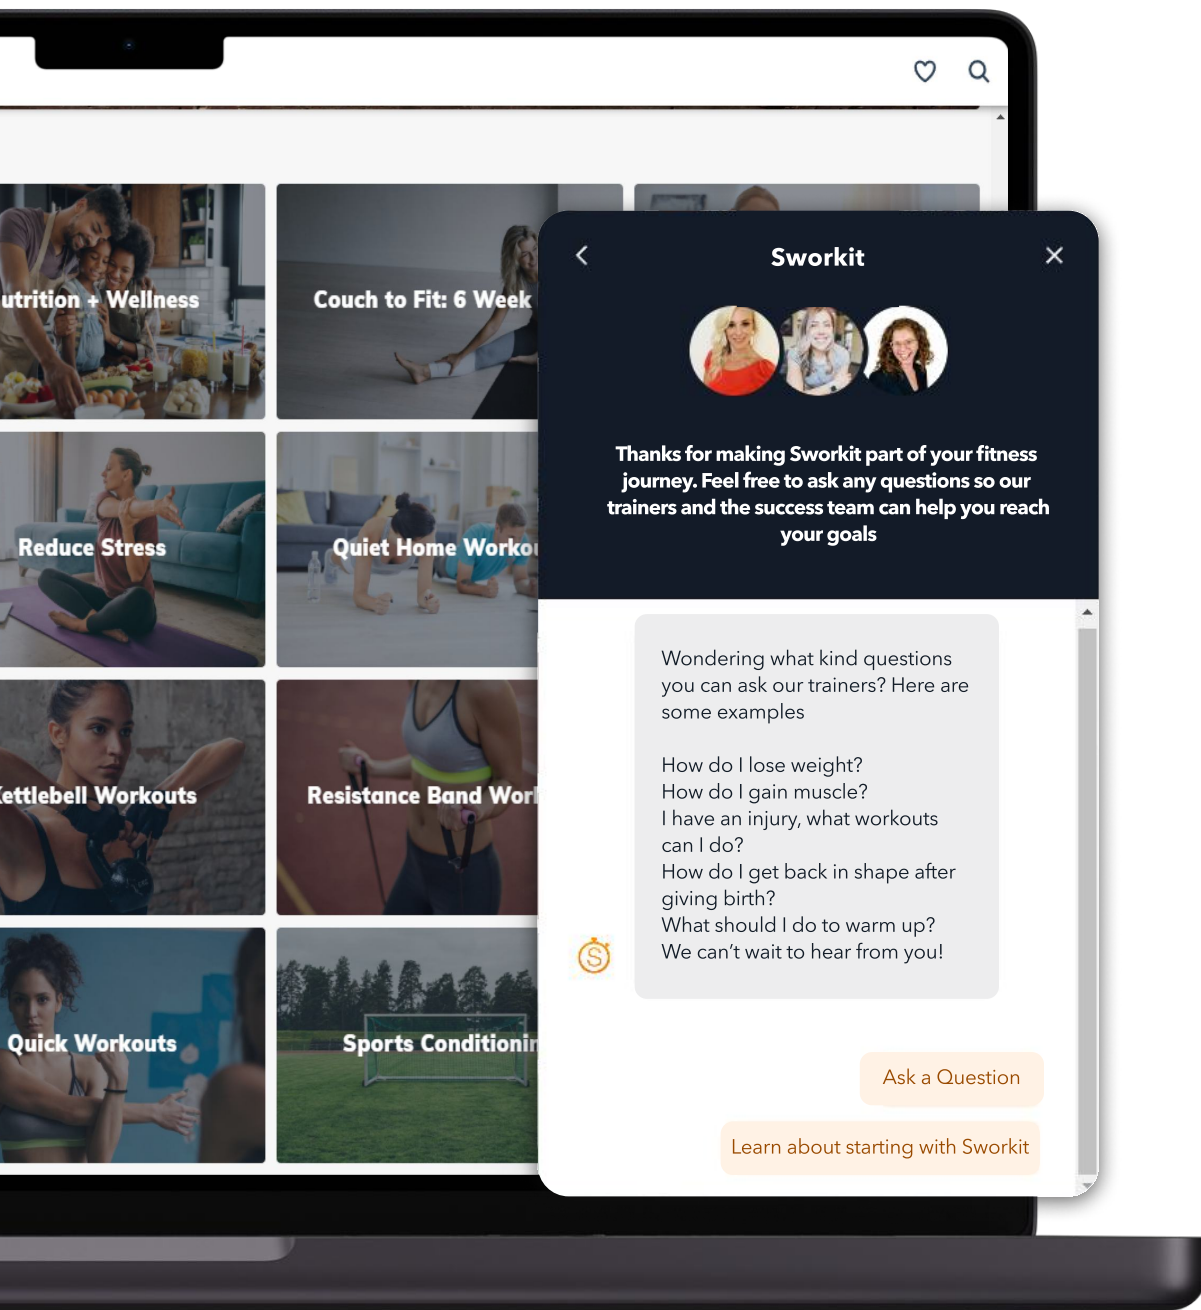 utrition + Wellness
Couch to Fit: 6 Week
Reduce Stress
Quiet Home Workou
ettlebell Workouts
Resistance Band Wor
Quick Workouts
Sports Conditionin
Sworkit
Thanks for making Sworkit part of your fitness
journey. Feel free to ask any questions so our
trainers and the success team can help you reach
your goals
Wondering what kind questions
you can ask our trainers? Here are
some examples
How do I lose weight?
How do I gain muscle?
I have an injury, what workouts
can I do?
How do I get back in shape after
giving birth?
What should I do to warm up?
We can't wait to hear from you!
S
Ask a Question
Learn about starting with Sworkit